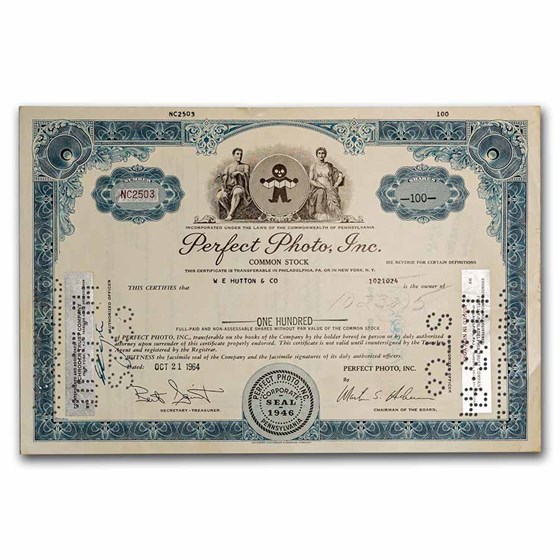 NC2503 100
NUMBER SHARES
NC2503 —100—
INCORPORATED UNDER THE LAWS OF THE COMMONWEALTH OF PENNSYLVANIA
Perfect Photo, Inc.
COMMON STOCK
SEE REVERSE FOR CERTAIN DEFINITIONS
THIS CERTIFICATE IS TRANSFERABLE IN PHILADELPHIA, PA. OR IN NEW YORK, N. Y.
THIS CERTIFIES that W E HUTTON & CO 1021024 is the owner of
ONE HUNDRED
FULL-PAID AND NON-ASSESSABLE SHARES WITHOUT PAR VALUE OF THE COMMON STOCK
of PERFECT PHOTO, INC., transferable on the books of the Company by the holder hereof in person or by duly authorized
attorney upon surrender of this certificate properly endorsed. This certificate is not valid until countersigned by the Transfer
Agent and registered by the Registrar.
WITNESS the facsimile seal of the Company and the facsimile signatures of its duly authorized officers.
Dated: OCT 21 1964
PERFECT PHOTO, INC.
SECRETARY-TREASURER.
CHAIRMAN OF THE BOARD.
PERFECT PHOTO, INC.
CORPORATE
SEAL
1946
PENNSYLVANIA
AUTHORIZED OFFICER